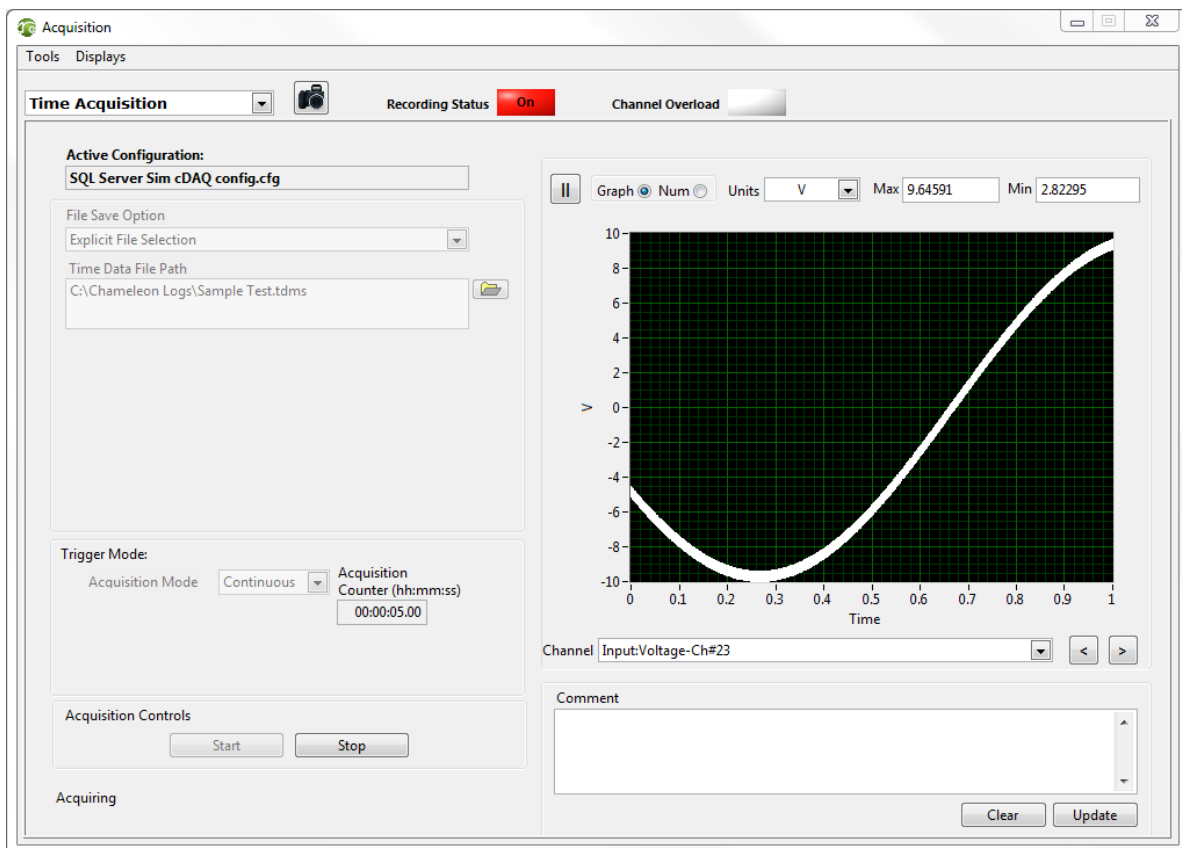 Acquisition
Tools Displays
Time Acquisition
Recording Status On
Channel Overload
Active Configuration:
SQL Server Sim cDAQ config.cfg
File Save Option
Explicit File Selection
Time Data File Path
C:\Chameleon Logs\Sample Test.tdms
Trigger Mode:
Acquisition Mode Continuous
Acquisition
Counter (hh:mm:ss)
00:00:05.00
Acquisition Controls
Start Stop
Acquiring
Graph Num Units V Max 9.64591 Min 2.82295
10
8
6
4
2
0
-2
-4
-6
-8
-10
V
0 0.1 0.2 0.3 0.4 0.5 0.6 0.7 0.8 0.9 1
Time
Channel Input:Voltage-Ch#23 < >
Comment
Clear Update